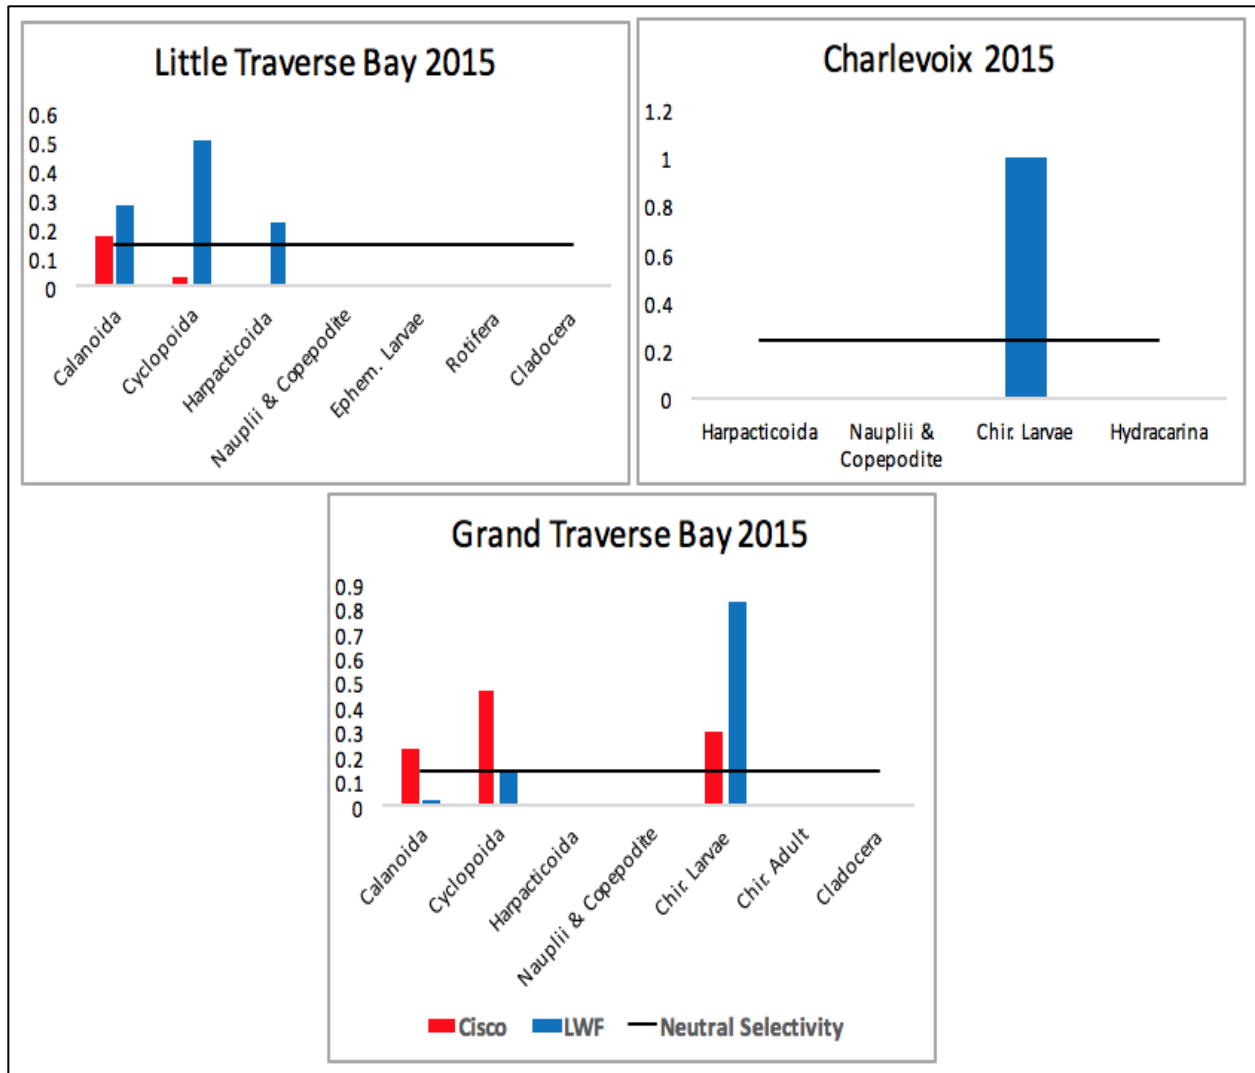 Little Traverse Bay 2015
0.6
0.5
0.4
0.3
0.2
0.1
0
Calanoida
Cyclopoida
Harpacticoida
Nauplii & Copepodite
Ephem. Larvae
Rotifera
Cladocera
Charlevoix 2015
1.2
1
0.8
0.6
0.4
0.2
0
Harpacticoida
Nauplii &
Copepodite
Chir. Larvae
Hydracarina
Grand Traverse Bay 2015
0.9
0.8
0.7
0.6
0.5
0.4
0.3
0.2
0.1
0
Calanoida
Cyclopoida
Harpacticoida
Nauplii & Copepodite
Chir. Larvae
Chir. Adult
Cladocera
Cisco LWF Neutral Selectivity